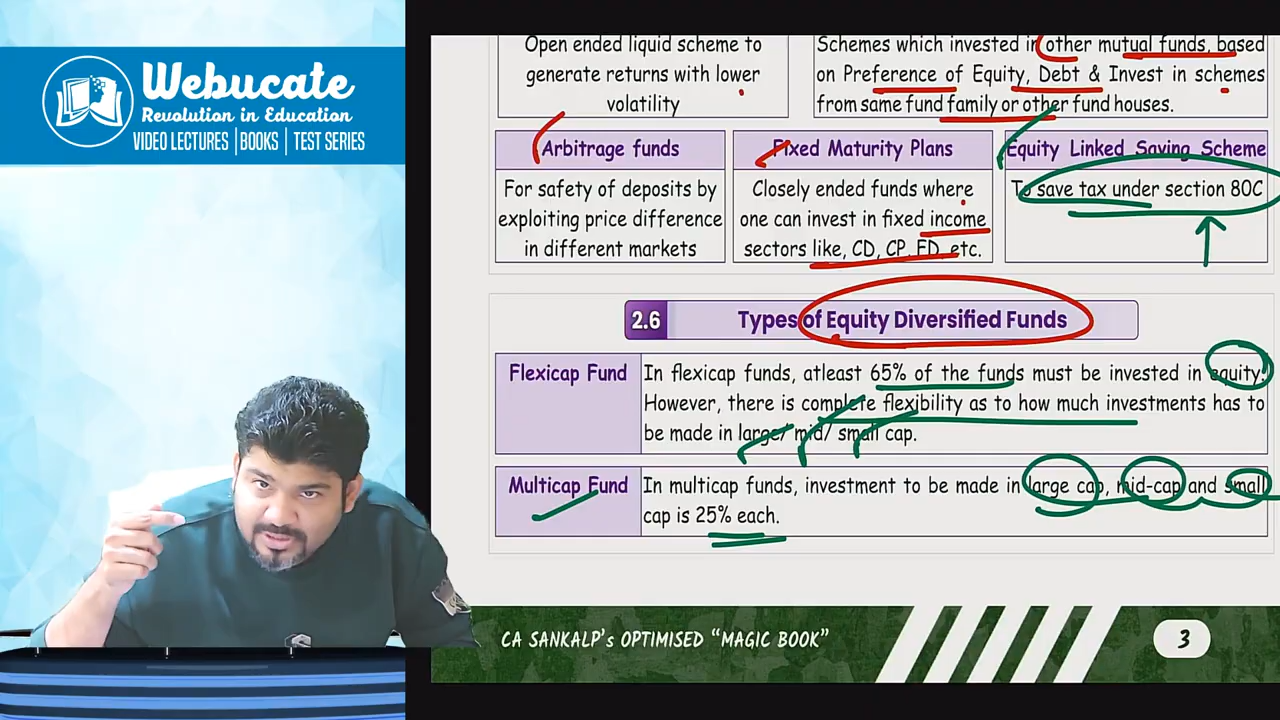 Webucate
Revolution in Education
VIDEO LECTURES | BOOKS | TEST SERIES
Open ended liquid scheme to
generate returns with lower
volatility
Schemes which invested in other mutual funds, based
on Preference of Equity, Debt & Invest in schemes
from same fund family or other fund houses.
Arbitrage funds
For safety of deposits by
exploiting price difference
in different markets
Fixed Maturity Plans
Closely ended funds where
one can invest in fixed income
sectors like, CD, CP, FD, etc.
Equity Linked Saving Scheme
To save tax under section 80C
2.6 Types of Equity Diversified Funds
Flexicap Fund
In flexicap funds, atleast 65% of the funds must be invested in equity.
However, there is complete flexibility as to how much investments has to
be made in large/ mid/ small cap.
Multicap Fund
In multicap funds, investment to be made in large cap, mid-cap and small
cap is 25% each.
CA SANKALP's OPTIMISED "MAGIC BOOK"
3